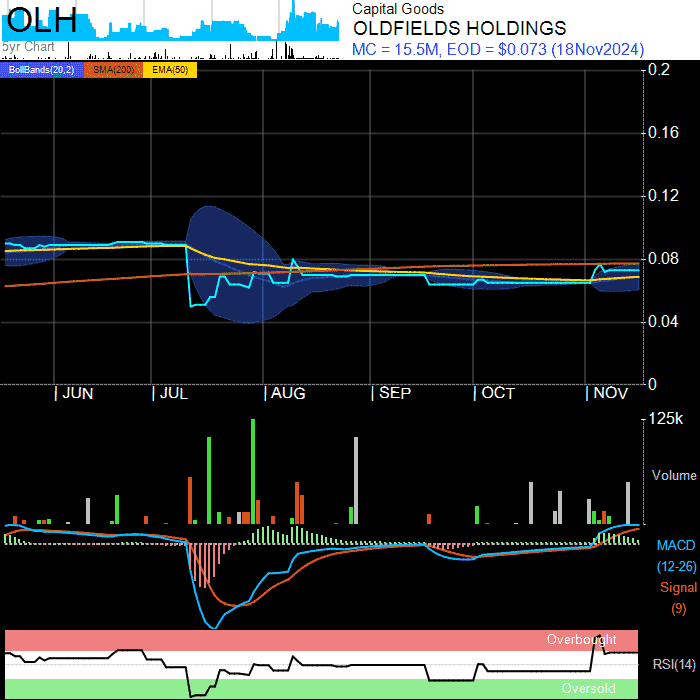 OLH
5yr Chart
Capital Goods
OLDFIELDS HOLDINGS
MC = 15.5M, EOD = $0.073 (18Nov2024)
BollBands(20,2) SMA(200) EMA(50)
0.2
0.16
0.12
0.08
0.04
0
JUN JUL AUG SEP OCT NOV
125k
Volume
MACD
(12-26)
Signal
(9)
Overbought
RSI(14)
Oversold